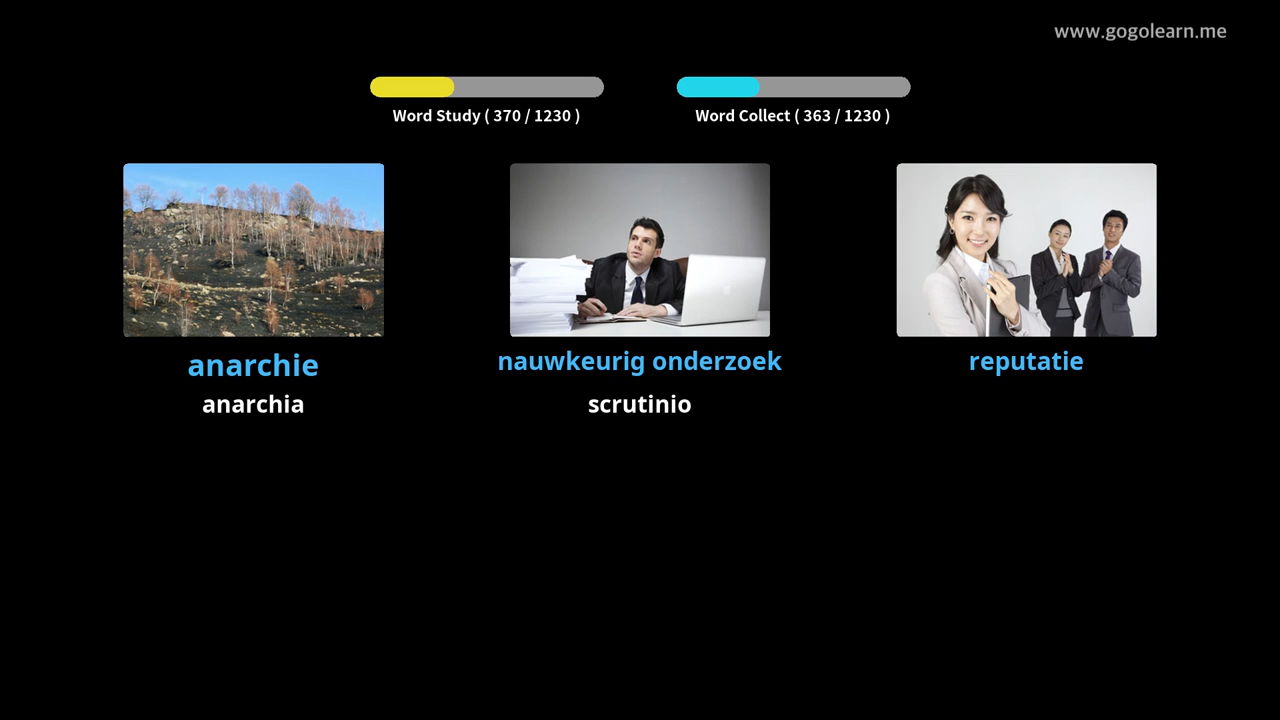 www.gogolearn.me
Word Study ( 370 / 1230 )
Word Collect ( 363 / 1230 )
anarchie
anarchia
nauwkeurig onderzoek
scrutinio
reputatie